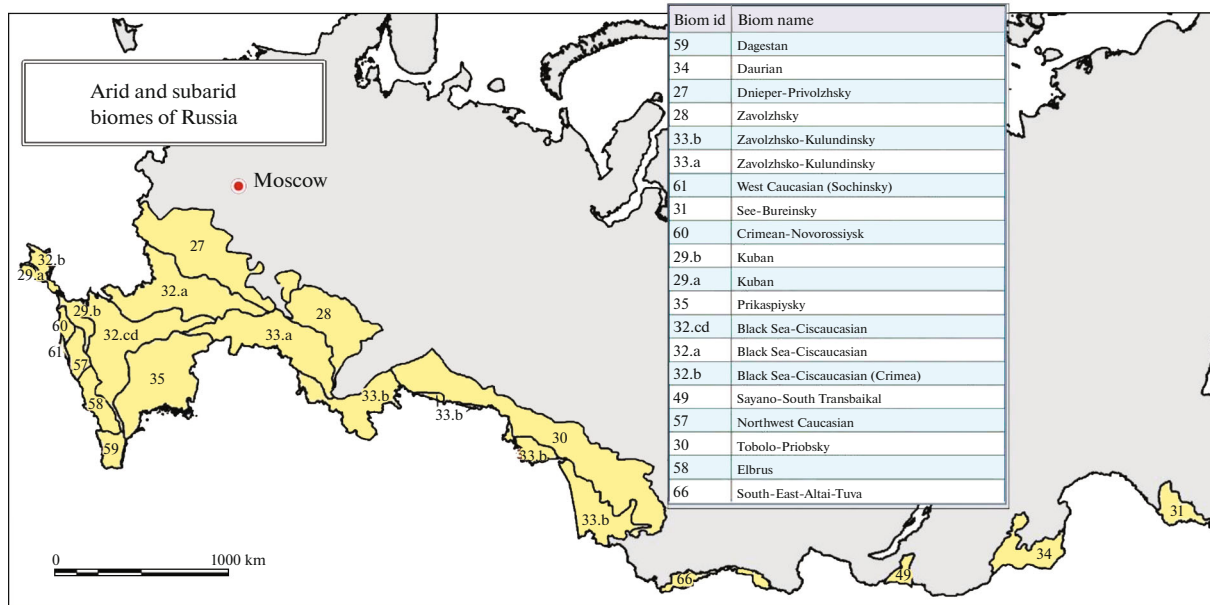 Arid and subarid
biomes of Russia
Moscow
Biom id Biom name
59 Dagestan
34 Daurian
27 Dnieper-Privolzhsky
28 Zavolzhsky
33.b Zavolzhsko-Kulundinsky
33.a Zavolzhsko-Kulundinsky
61 West Caucasian (Sochinsky)
31 See-Bureinsky
60 Crimean-Novorossiysk
29.b Kuban
29.a Kuban
35 Prikaspiysky
32.cd Black Sea-Ciscaucasian
32.a Black Sea-Ciscaucasian
32.b Black Sea-Ciscaucasian (Crimea)
49 Sayano-South Transbaikal
57 Northwest Caucasian
30 Tobolo-Priobsky
58 Elbrus
66 South-East-Altai-Tuva
27
32.b
29.a
32.a
29.b
28
60
32.cd
33.a
61
57
35
58
33.b
33.b
59
30
33.b
33.b
31
34
49
66
0 1000 km